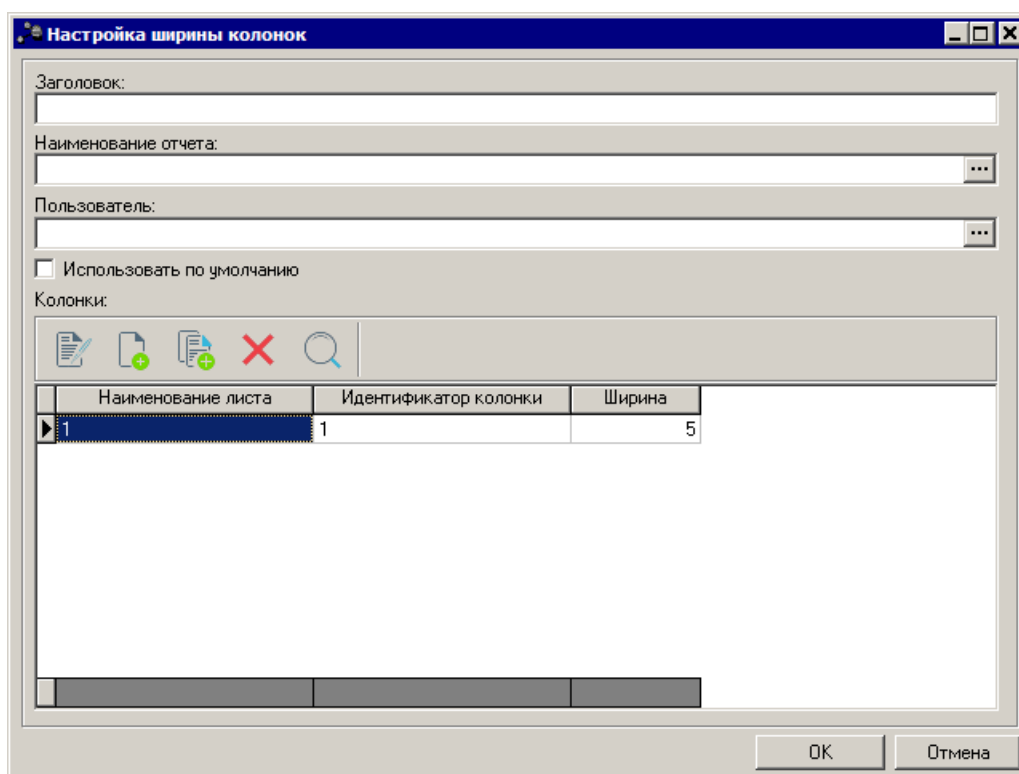 Настройка ширины колонок
Заголовок:
Наименование отчета:
...
Пользователь:
...
Использовать по умолчанию
Колонки:
Наименование листа Идентификатор колонки Ширина
1 1 5
OK Отмена